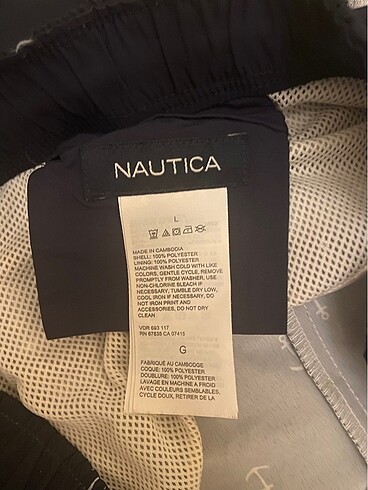 NAUTICA
L
MADE IN CAMBODIA
SHELL: 100% POLYESTER
LINING: 100% POLYESTER
MACHINE WASH COLD WITH LIKE
COLORS, GENTLE CYCLE, REMOVE
PROMPTLY FROM WASHER, USE
NON-CHLORINE BLEACH IF
NECESSARY, TUMBLE DRY LOW,
COOL IRON IF NECESSARY, DO
NOT IRON PRINT AND
ACCESSORIES, DO NOT DRY
CLEAN
VDR 693 117
RN 67835 CA 07415
G
FABRIQUÉ AU CAMBODGE
COQUE: 100% POLYESTER
DOUBLURE: 100% POLYESTER
LAVAGE EN MACHINE A FROID
AVEC COULEURS SEMBLABLES,
CYCLE DOUX, RETIRER DE LA